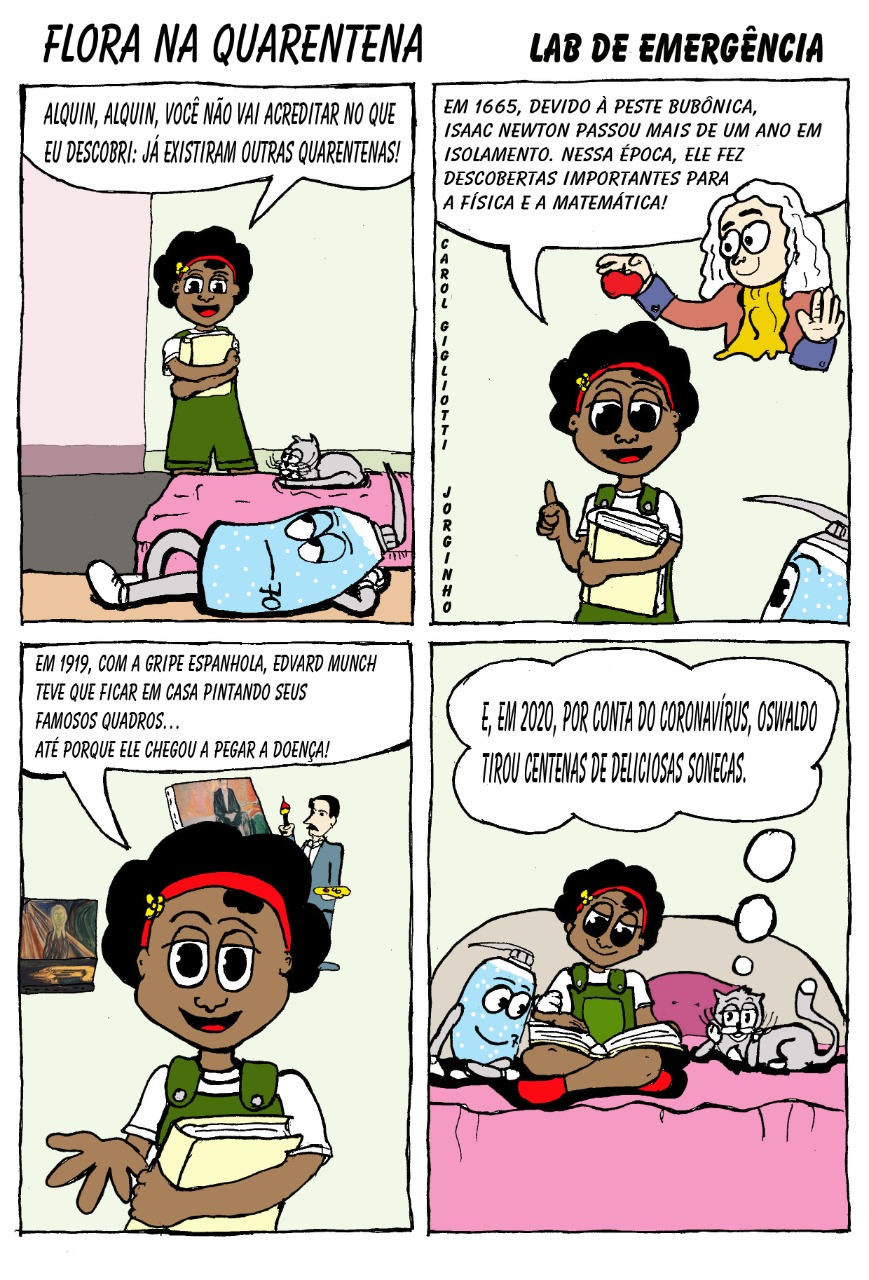 FLORA NA QUARENTENA
LAB DE EMERGÊNCIA
ALQUIN, ALQUIN, VOCÊ NÃO VAI ACREDITAR NO QUE
EU DESCOBRI: JÁ EXISTIRAM OUTRAS QUARENTENAS!
70
EM 1665, DEVIDO À PESTE BUBÔNICA,
ISAAC NEWTON PASSOU MAIS DE UM ANO EM
ISOLAMENTO. NESSA ÉPOCA, ELE FEZ
DESCOBERTAS IMPORTANTES PARA
A FÍSICA E A MATEMÁTICA!
CAROL GIGLIOTTI JORGINHO
EM 1919, COM A GRIPE ESPANHOLA, EDVARD MUNCH
TEVE QUE FICAR EM CASA PINTANDO SEUS
FAMOSOS QUADROS...
ATÉ PORQUE ELE CHEGOU A PEGAR A DOENÇA!
E, EM 2020, POR CONTA DO CORONAVÍRUS, OSWALDO
TIROU CENTENAS DE DELICIOSAS SONECAS.